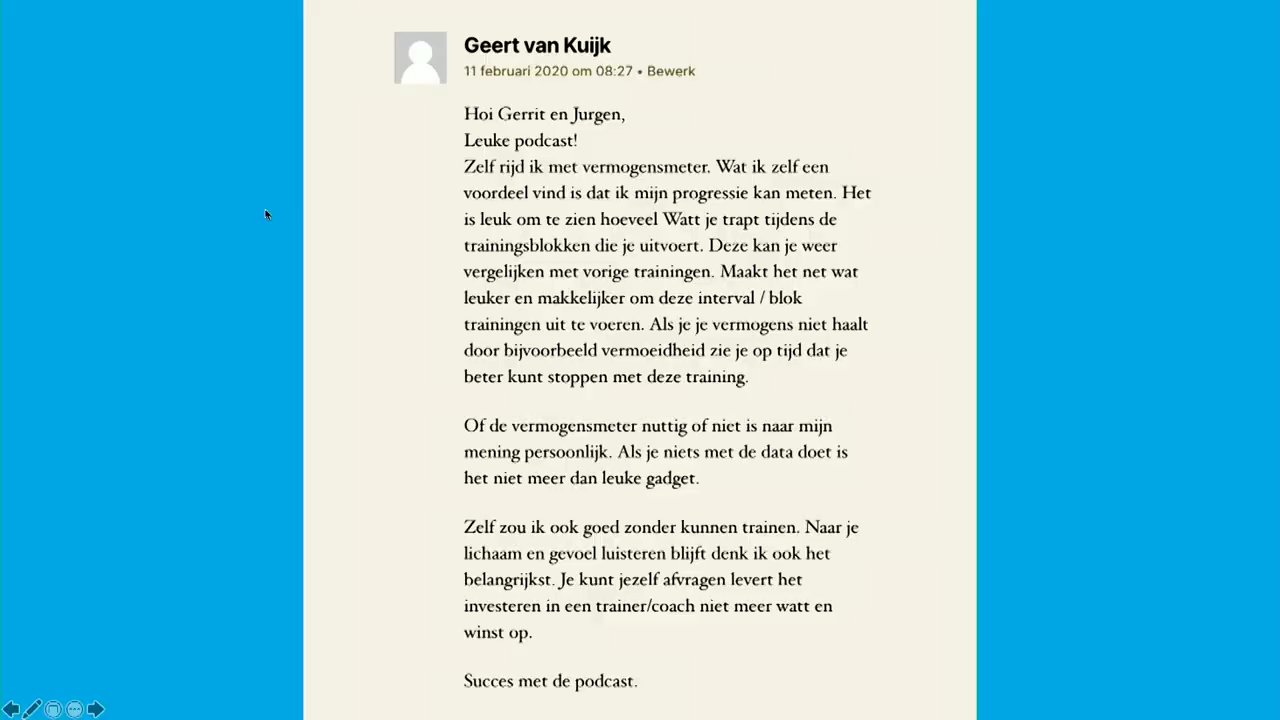 Geert van Kuijk
11 februari 2020 om 08:27 • Bewerk
Hoi Gerrit en Jurgen,
Leuke podcast!
Zelf rijd ik met vermogensmeter. Wat ik zelf een
voordeel vind is dat ik mijn progressie kan meten. Het
is leuk om te zien hoeveel Watt je trapt tijdens de
trainingsblokken die je uitvoert. Deze kan je weer
vergelijken met vorige trainingen. Maakt het net wat
leuker en makkelijker om deze interval / blok
trainingen uit te voeren. Als je je vermogens niet haalt
door bijvoorbeeld vermoeidheid zie je op tijd dat je
beter kunt stoppen met deze training.
Of de vermogensmeter nuttig of niet is naar mijn
mening persoonlijk. Als je niets met de data doet is
het niet meer dan leuke gadget.
Zelf zou ik ook goed zonder kunnen trainen. Naar je
lichaam en gevoel luisteren blijft denk ik ook het
belangrijkst. Je kunt jezelf afvragen levert het
investeren in een trainer/coach niet meer watt en
winst op.
Succes met de podcast.